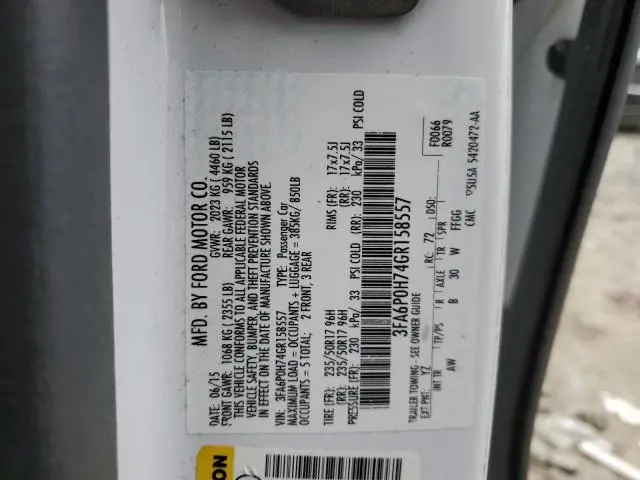 MFD. BY FORD MOTOR CO.
DATE: 06/15 GVWR: 2023 KG ( 4460 LB)
FRONT GAWR: 1068 KG ( 2355 LB) REAR GAWR: 959 KG ( 2115 LB)
THIS VEHICLE CONFORMS TO ALL APPLICABLE FEDERAL MOTOR
VEHICLE SAFETY, BUMPER, AND THEFT PREVENTION STANDARDS
IN EFFECT ON THE DATE OF MANUFACTURE SHOWN ABOVE.
VIN: 3FA6P0H74GR158557 TYPE: Passenger Car
MAXIMUM LOAD = OCCUPANTS + LUGGAGE = 385KG/ 850LB
OCCUPANTS = 5 TOTAL; 2 FRONT, 3 REAR
TIRE (FR): 235/50R17 96H RIMS (FR): 17x7.5J
(RR): 235/50R17 96H (RR): 17x7.5J
PRESSURE (FR): 230 kPa/ 33 PSI COLD (RR): 230 kPa/ 33 PSI COLD
3FA6P0H74GR158557
F0066
R0079
TRAILER TOWING - SEE OWNER GUIDE
EXT PNT: YZ RC: 72 DSO:
INT TR TP/PS R AXLE TR SPR
AW B 30 W FFGG
CMC 5U5A 5420472-AA
ON